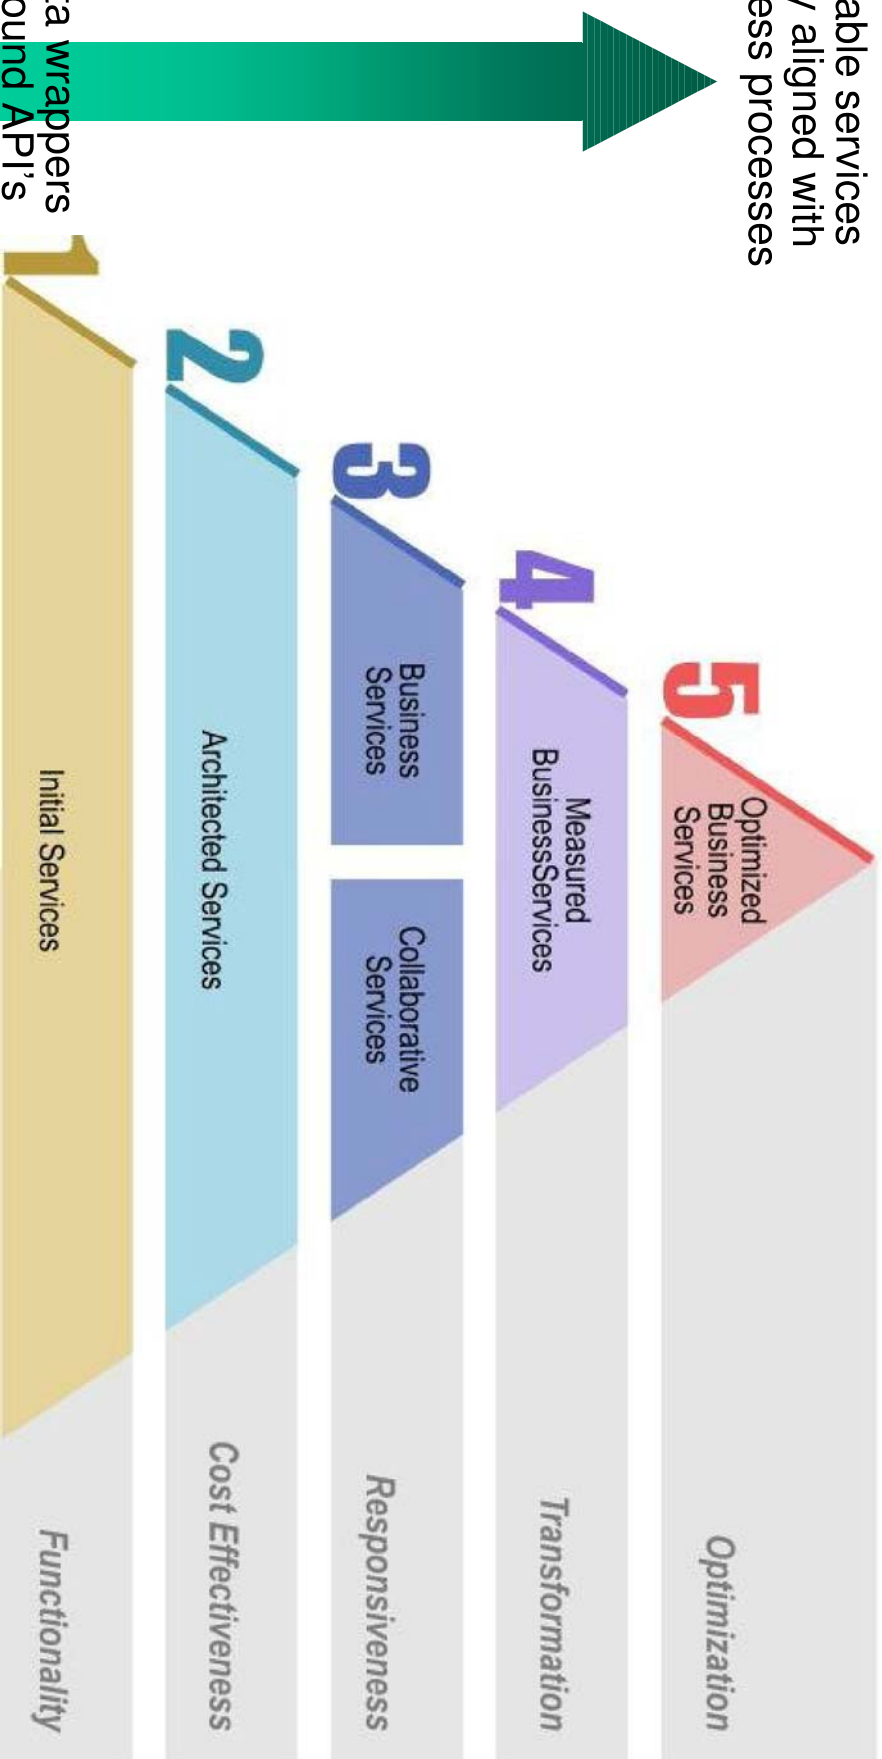 able services
aligned with
ess processes
5
Optimized
Business
Services
Optimization
4
Measured
BusinessServices
Transformation
3
Business
Services
Collaborative
Services
Responsiveness
2
Architected Services
Cost Effectiveness
1
Initial Services
Functionality
ta wrappers
ound API's